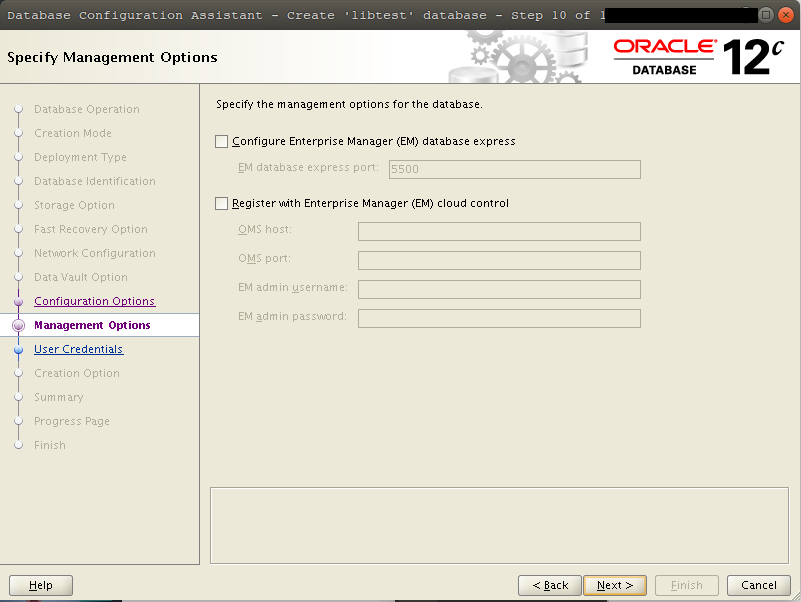 Database Configuration Assistant - Create 'libtest' database - Step 10 of 1
Specify Management Options
ORACLE®
DATABASE
12c
Database Operation
Creation Mode
Deployment Type
Database Identification
Storage Option
Fast Recovery Option
Network Configuration
Data Vault Option
Configuration Options
Management Options
User Credentials
Creation Option
Summary
Progress Page
Finish
Specify the management options for the database.
Configure Enterprise Manager (EM) database express
EM database express port: 5500
Register with Enterprise Manager (EM) cloud control
OMS host:
OMS port:
EM admin username:
EM admin password:
Help
< Back
Next >
Finish
Cancel